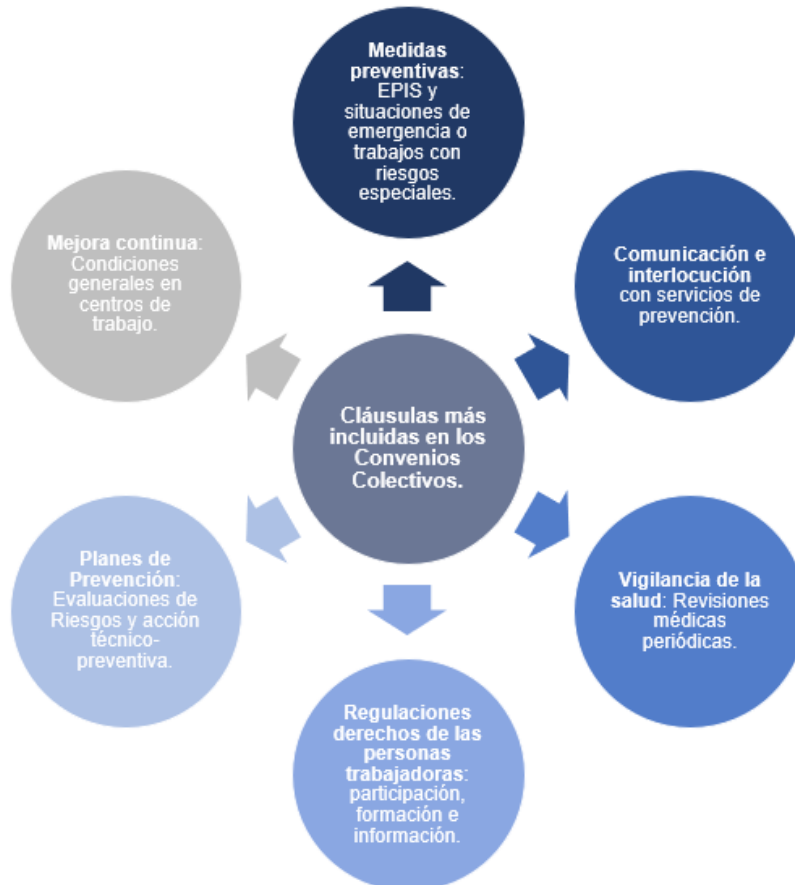 Medidas
preventivas:
EPIS y
situaciones de
emergencia o
trabajos con
riesgos
especiales.
Comunicación e
interlocución
con servicios de
prevención.
Vigilancia de la
salud: Revisiones
médicas
periódicas.
Regulaciones
derechos de las
personas
trabajadoras:
participación,
formación e
información.
Planes de
Prevención:
Evaluaciones de
Riesgos y acción
técnico-
preventiva.
Mejora continua:
Condiciones
generales en
centros de
trabajo.
Cláusulas más
incluidas en los
Convenios
Colectivos.